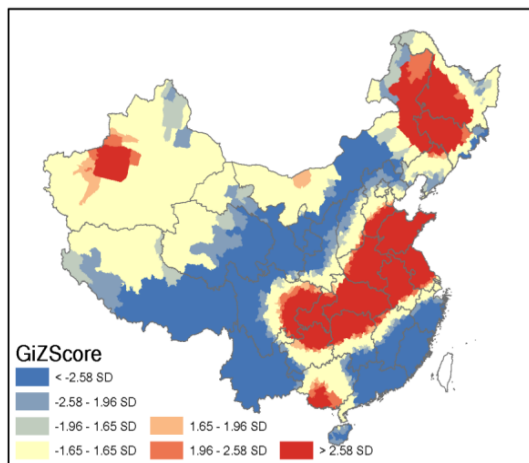 GiZScore
< -2.58 SD
-2.58 - 1.96 SD
-1.96 - 1.65 SD
-1.65 - 1.65 SD
1.65 - 1.96 SD
1.96 - 2.58 SD
> 2.58 SD